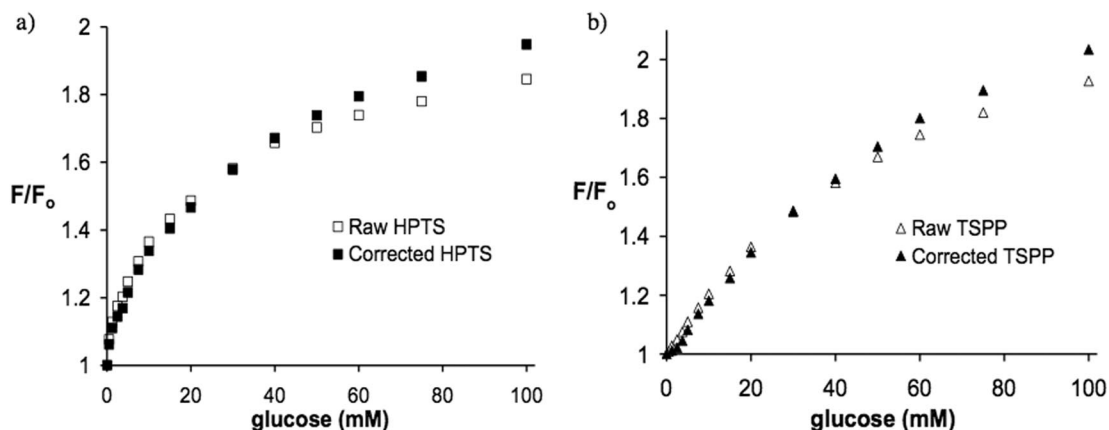 a)
2
1.8
1.6
F/Fo
1.4
1.2
1
Raw HPTS
Corrected HPTS
0 20 40 60 80 100
glucose (mM)
b)
2
1.8
1.6
F/Fo
1.4
1.2
1
Raw TSPP
Corrected TSPP
0 20 40 60 80 100
glucose (mM)